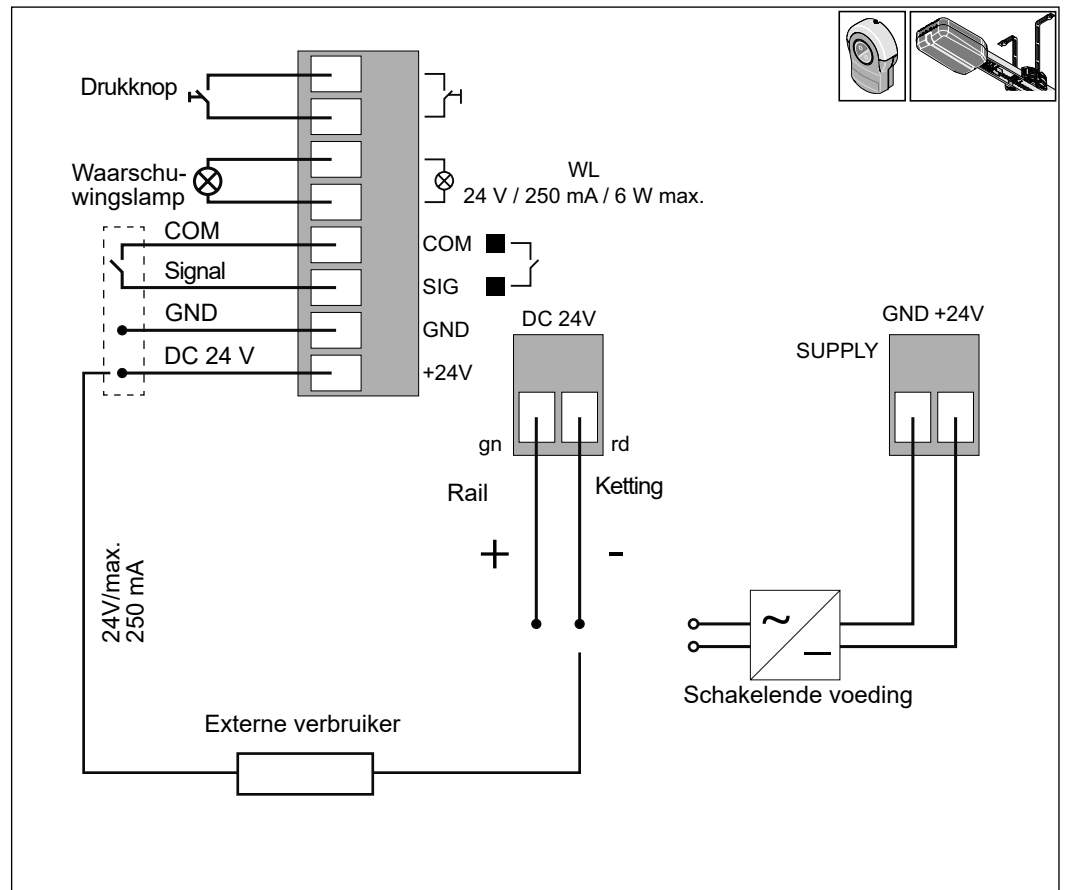 Drukknop
Waarschu-
wingslamp
WL
24 V / 250 mA / 6 W max.
COM
COM
Signal
SIG
GND
GND
DC 24 V
+24V
DC 24V
gn
rd
Rail
Ketting
+
-
GND +24V
SUPPLY
24V/max.
250 mA
Schakelende voeding
Externe verbruiker